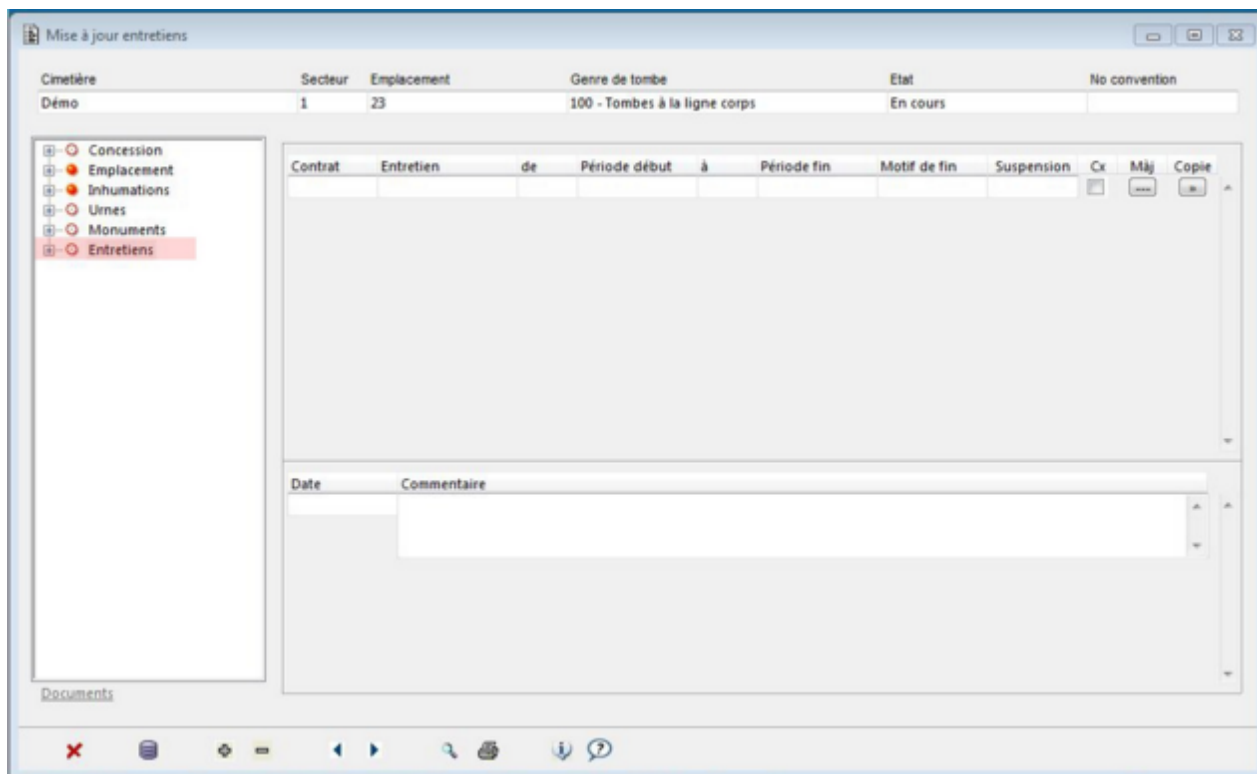 Mise à jour entretiens
Cimetière Secteur Emplacement Genre de tombe Etat No convention
Démo 1 23 100 - Tombes à la ligne corps En cours
Concession
Emplacement
Inhumations
Urnes
Monuments
Entretiens
Contrat Entretien de Période début à Période fin Motif de fin Suspension Cx Màj Copie
Date Commentaire
Documents